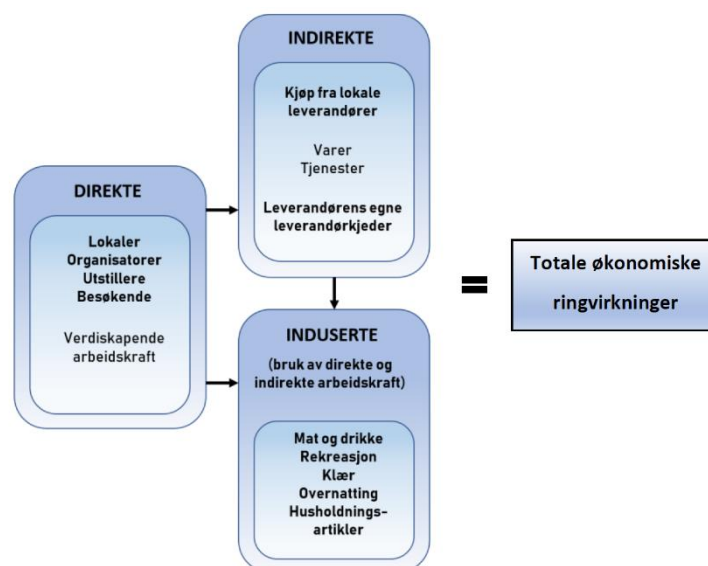 INDIREKTE
Kjøp fra lokale
leverandører
Varer
Tjenester
Leverandørens egne
leverandørkjeder
DIREKTE
Lokaler
Organisatorer
Utstillere
Besøkende
Verdiskapende
arbeidskraft
INDUSERTE
(bruk av direkte og
indirekte arbeidskraft)
Mat og drikke
Rekreasjon
Klær
Overnatting
Husholdnings-
artikler
=
Totale økonomiske
ringvirkninger